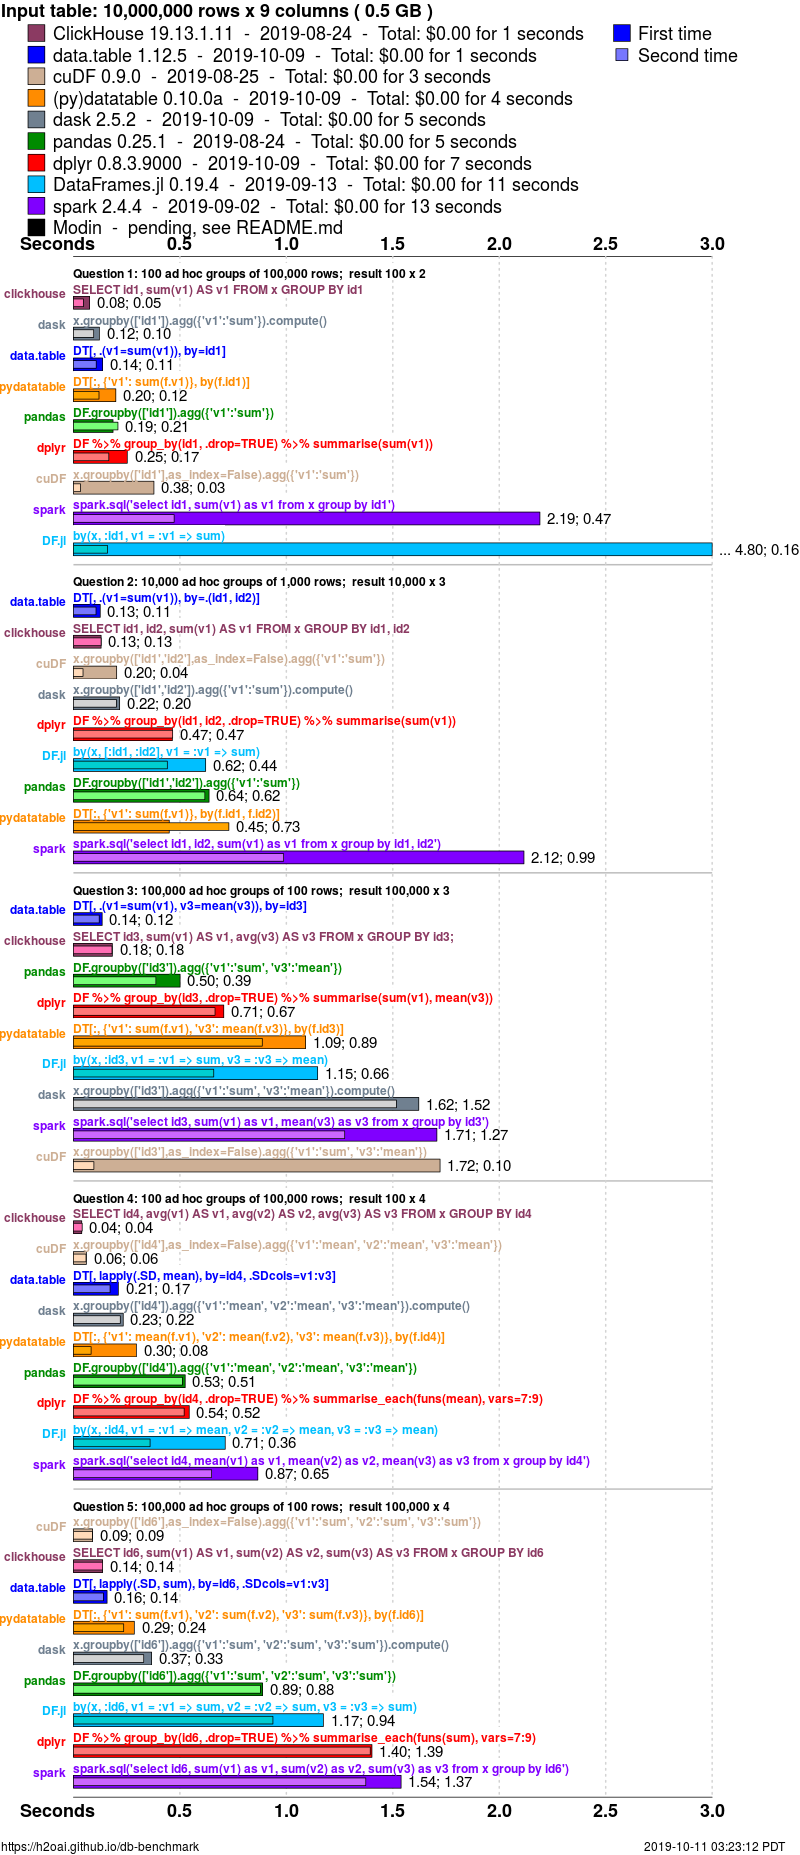 Input table: 10,000,000 rows x 9 columns ( 0.5 GB )
ClickHouse 19.13.1.11 - 2019-08-24 - Total: $0.00 for 1 seconds
First time
data.table 1.12.5 - 2019-10-09 - Total: $0.00 for 1 seconds
Second time
cuDF 0.9.0 - 2019-08-25 - Total: $0.00 for 3 seconds
(py)datatable 0.10.0a - 2019-10-09 - Total: $0.00 for 4 seconds
dask 2.5.2 - 2019-10-09 - Total: $0.00 for 5 seconds
pandas 0.25.1 - 2019-08-24 - Total: $0.00 for 5 seconds
dplyr 0.8.3.9000 - 2019-10-09 - Total: $0.00 for 7 seconds
DataFrames.jl 0.19.4 - 2019-09-13 - Total: $0.00 for 11 seconds
spark 2.4.4 - 2019-09-02 - Total: $0.00 for 13 seconds
Modin - pending, see README.md
Seconds 0.5 1.0 1.5 2.0 2.5 3.0
Question 1: 100 ad hoc groups of 100,000 rows; result 100 x 2
SELECT id1, sum(v1) AS v1 FROM x GROUP BY id1
clickhouse 0.08; 0.05
x.groupby(['id1']).agg({'v1':'sum'}).compute()
dask 0.12; 0.10
DT[, .(v1=sum(v1)), by=id1]
data.table 0.14; 0.11
DT[:, {'v1': sum(f.v1)}, by(f.id1)]
pydatatable 0.20; 0.12
DF.groupby(['id1']).agg({'v1':'sum'})
pandas 0.19; 0.21
DF %>% group_by(id1, .drop=TRUE) %>% summarise(sum(v1))
dplyr 0.25; 0.17
x.groupby(['id1'],as_index=False).agg({'v1':'sum'})
cuDF 0.38; 0.03
spark.sql('select id1, sum(v1) as v1 from x group by id1')
spark 2.19; 0.47
by(x, :id1, v1 = :v1 => sum)
DF.jl ... 4.80; 0.16
Question 2: 10,000 ad hoc groups of 1,000 rows; result 10,000 x 3
DT[, .(v1=sum(v1)), by=.(id1, id2)]
data.table 0.13; 0.11
SELECT id1, id2, sum(v1) AS v1 FROM x GROUP BY id1, id2
clickhouse 0.13; 0.13
x.groupby(['id1','id2'],as_index=False).agg({'v1':'sum'})
cuDF 0.20; 0.04
x.groupby(['id1','id2']).agg({'v1':'sum'}).compute()
dask 0.22; 0.20
DF %>% group_by(id1, id2, .drop=TRUE) %>% summarise(sum(v1))
dplyr 0.47; 0.47
by(x, [:id1, :id2], v1 = :v1 => sum)
DF.jl 0.62; 0.44
DF.groupby(['id1','id2']).agg({'v1':'sum'})
pandas 0.64; 0.62
DT[:, {'v1': sum(f.v1)}, by(f.id1, f.id2)]
pydatatable 0.45; 0.73
spark.sql('select id1, id2, sum(v1) as v1 from x group by id1, id2')
spark 2.12; 0.99
Question 3: 100,000 ad hoc groups of 100 rows; result 100,000 x 3
DT[, .(v1=sum(v1), v3=mean(v3)), by=id3]
data.table 0.14; 0.12
SELECT id3, sum(v1) AS v1, avg(v3) AS v3 FROM x GROUP BY id3;
clickhouse 0.18; 0.18
DF.groupby(['id3']).agg({'v1':'sum', 'v3':'mean'})
pandas 0.50; 0.39
DF %>% group_by(id3, .drop=TRUE) %>% summarise(sum(v1), mean(v3))
dplyr 0.71; 0.67
DT[:, {'v1': sum(f.v1), 'v3': mean(f.v3)}, by(f.id3)]
pydatatable 1.09; 0.89
by(x, :id3, v1 = :v1 => sum, v3 = :v3 => mean)
DF.jl 1.15; 0.66
x.groupby(['id3']).agg({'v1':'sum', 'v3':'mean'}).compute()
dask 1.62; 1.52
spark.sql('select id3, sum(v1) as v1, mean(v3) as v3 from x group by id3')
spark 1.71; 1.27
x.groupby(['id3'],as_index=False).agg({'v1':'sum', 'v3':'mean'})
cuDF 1.72; 0.10
Question 4: 100 ad hoc groups of 100,000 rows; result 100 x 4
SELECT id4, avg(v1) AS v1, avg(v2) AS v2, avg(v3) AS v3 FROM x GROUP BY id4
clickhouse 0.04; 0.04
x.groupby(['id4'],as_index=False).agg({'v1':'mean', 'v2':'mean', 'v3':'mean'})
cuDF 0.06; 0.06
DT[, lapply(.SD, mean), by=id4, .SDcols=v1:v3]
data.table 0.21; 0.17
x.groupby(['id4']).agg({'v1':'mean', 'v2':'mean', 'v3':'mean'}).compute()
dask 0.23; 0.22
DT[:, {'v1': mean(f.v1), 'v2': mean(f.v2), 'v3': mean(f.v3)}, by(f.id4)]
pydatatable 0.30; 0.08
DF.groupby(['id4']).agg({'v1':'mean', 'v2':'mean', 'v3':'mean'})
pandas 0.53; 0.51
DF %>% group_by(id4, .drop=TRUE) %>% summarise_each(funs(mean), vars=7:9)
dplyr 0.54; 0.52
by(x, :id4, v1 = :v1 => mean, v2 = :v2 => mean, v3 = :v3 => mean)
DF.jl 0.71; 0.36
spark.sql('select id4, mean(v1) as v1, mean(v2) as v2, mean(v3) as v3 from x group by id4')
spark 0.87; 0.65
Question 5: 100,000 ad hoc groups of 100 rows; result 100,000 x 4
x.groupby(['id6'],as_index=False).agg({'v1':'sum', 'v2':'sum', 'v3':'sum'})
cuDF 0.09; 0.09
SELECT id6, sum(v1) AS v1, sum(v2) AS v2, sum(v3) AS v3 FROM x GROUP BY id6
clickhouse 0.14; 0.14
DT[, lapply(.SD, sum), by=id6, .SDcols=v1:v3]
data.table 0.16; 0.14
DT[:, {'v1': sum(f.v1), 'v2': sum(f.v2), 'v3': sum(f.v3)}, by(f.id6)]
pydatatable 0.29; 0.24
x.groupby(['id6']).agg({'v1':'sum', 'v2':'sum', 'v3':'sum'}).compute()
dask 0.37; 0.33
DF.groupby(['id6']).agg({'v1':'sum', 'v2':'sum', 'v3':'sum'})
pandas 0.89; 0.88
by(x, :id6, v1 = :v1 => sum, v2 = :v2 => sum, v3 = :v3 => sum)
DF.jl 1.17; 0.94
DF %>% group_by(id6, .drop=TRUE) %>% summarise_each(funs(sum), vars=7:9)
dplyr 1.40; 1.39
spark.sql('select id6, sum(v1) as v1, sum(v2) as v2, sum(v3) as v3 from x group by id6')
spark 1.54; 1.37
Seconds 0.5 1.0 1.5 2.0 2.5 3.0
https://h2oai.github.io/db-benchmark
2019-10-11 03:23:12 PDT